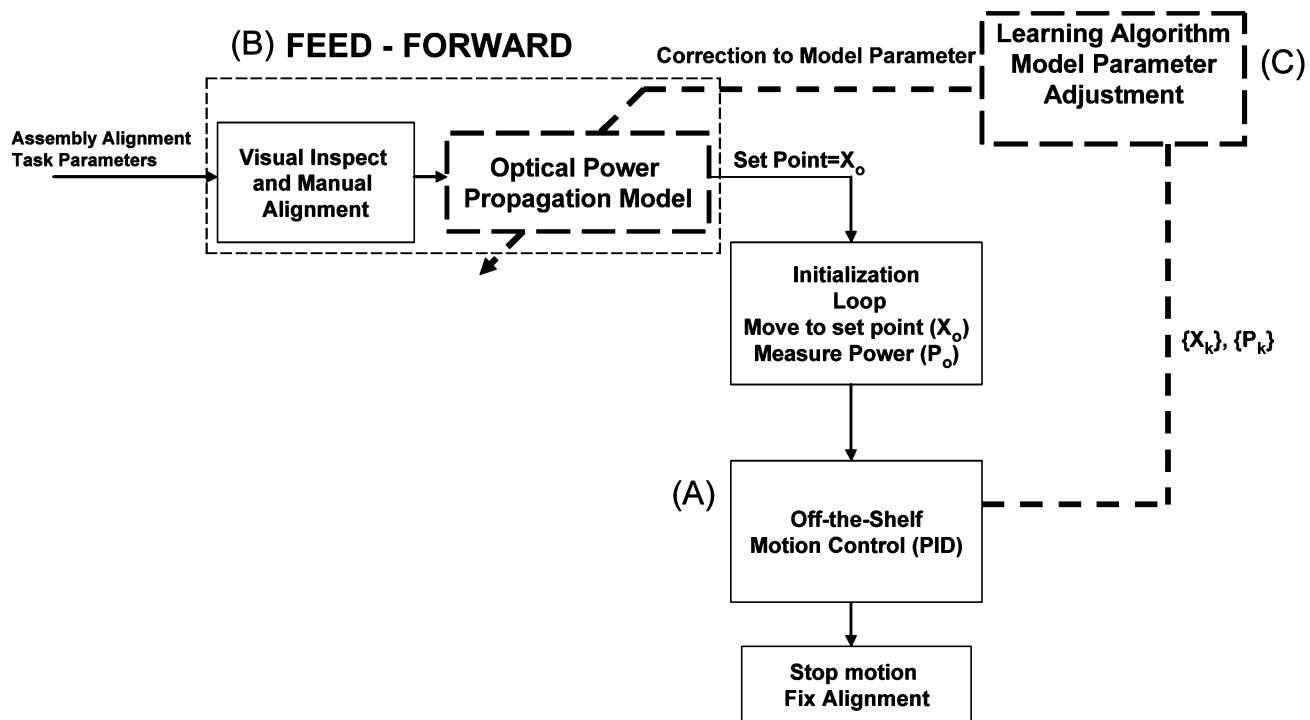 (B) FEED - FORWARD
Correction to Model Parameter
Learning Algorithm
Model Parameter
Adjustment
(C)
Assembly Alignment
Task Parameters
Visual Inspect
and Manual
Alignment
Optical Power
Propagation Model
Set Point=Xo
Initialization
Loop
Move to set point (Xo)
Measure Power (Po)
{Xk}, {Pk}
(A)
Off-the-Shelf
Motion Control (PID)
Stop motion
Fix Alignment